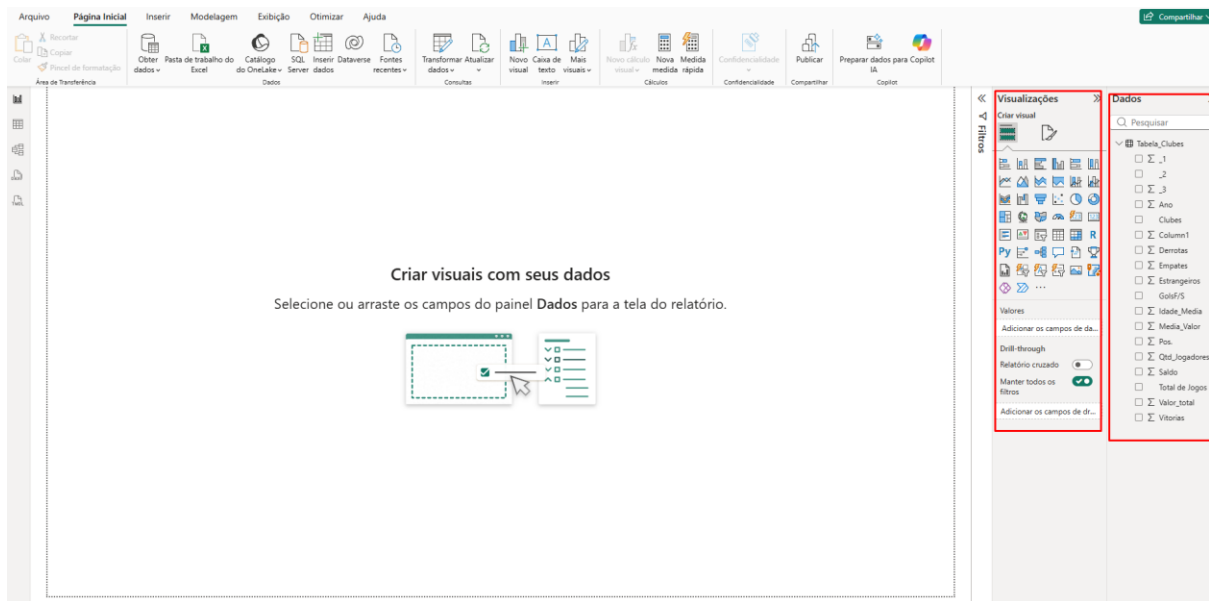 Arquivo Página Inicial Inserir Modelagem Exibição Otimizar Ajuda Compartilhar
Colar
Recortar
Copiar
Pincel de formatação
Área de Transferência
Obter dados
Pasta de trabalho do Excel
Catálogo do OneLake
SQL Server
Inserir dados
Dataverse
Fontes recentes
Dados
Transformar dados
Atualizar
Consultas
Novo visual
Caixa de texto
Mais visuais
Inserir
Novo cálculo visual
Nova medida
Medida rápida
Cálculos
Confidencialidade
Confidencialidade
Publicar
Compartilhar
Preparar dados para Copilot
IA
Copilot
Criar visuais com seus dados
Selecione ou arraste os campos do painel Dados para a tela do relatório.
Filtros
Visualizações
Criar visual
R
Py
Valores
Adicionar os campos de da...
Drill-through
Relatório cruzado
Manter todos os
filtros
Adicionar os campos de dr...
Dados
Pesquisar
Tabela_Clubes
Σ _1
_2
Σ _3
Σ Ano
Clubes
Σ Column1
Σ Derrotas
Σ Empates
Σ Estrangeiros
GolsF/S
Σ Idade_Media
Σ Media_Valor
Σ Pos.
Σ Qtd_Jogadores
Σ Saldo
Total de Jogos
Σ Valor_total
Σ Vitorias